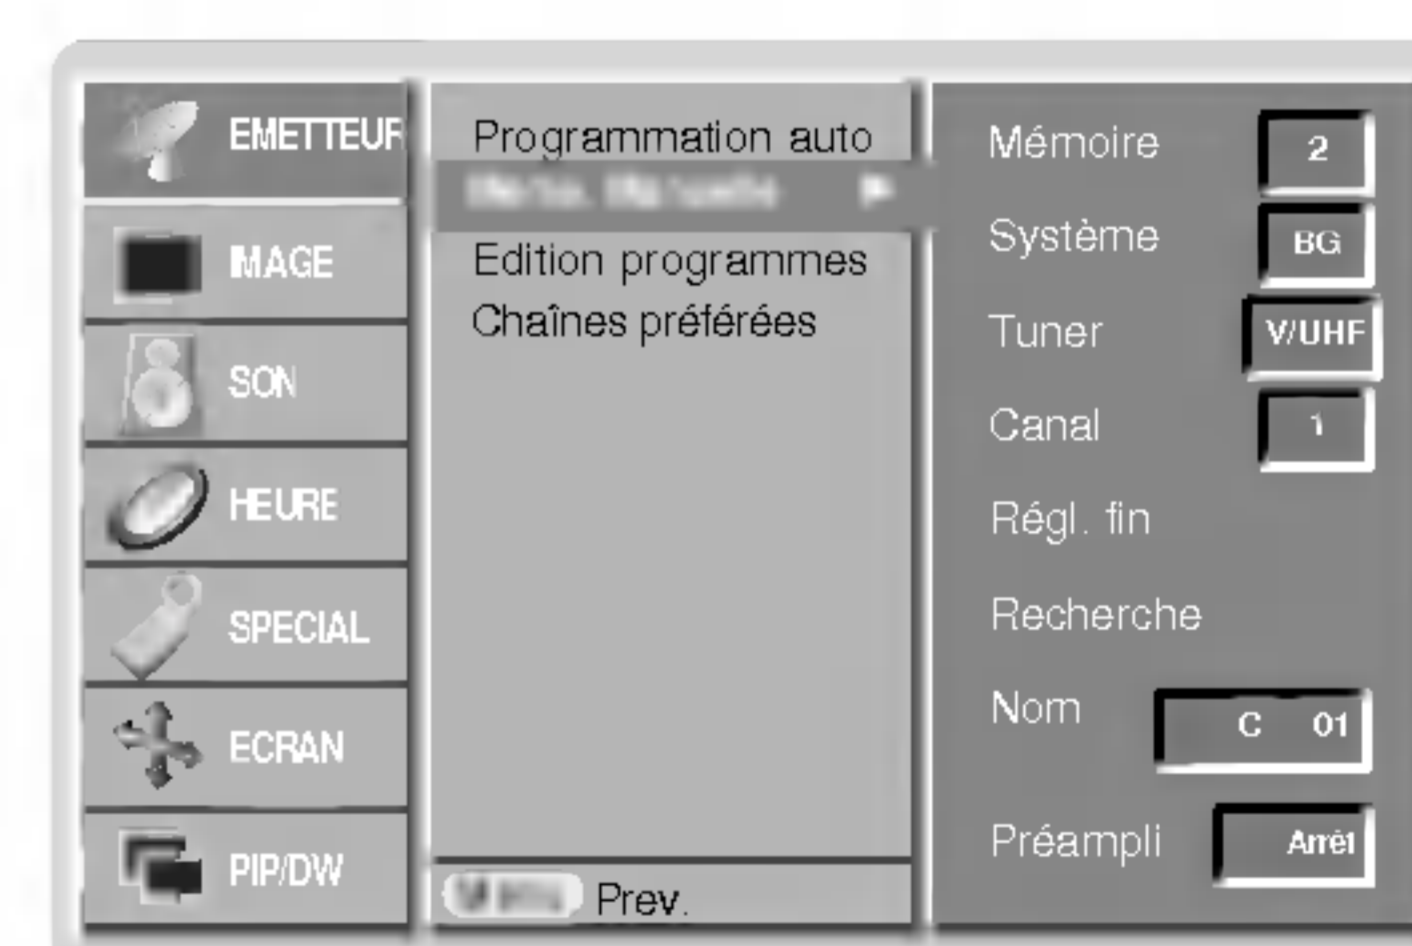 EMETTEUR
IMAGE
SON
HEURE
SPECIAL
ECRAN
PIP/DW
Programmation auto
Edition programmes
Chaînes préférées
Prev.
Mémoire 2
Système BG
Tuner V/UHF
Canal 1
Régl. fin
Recherche
Nom C 01
Préampli Arrêt